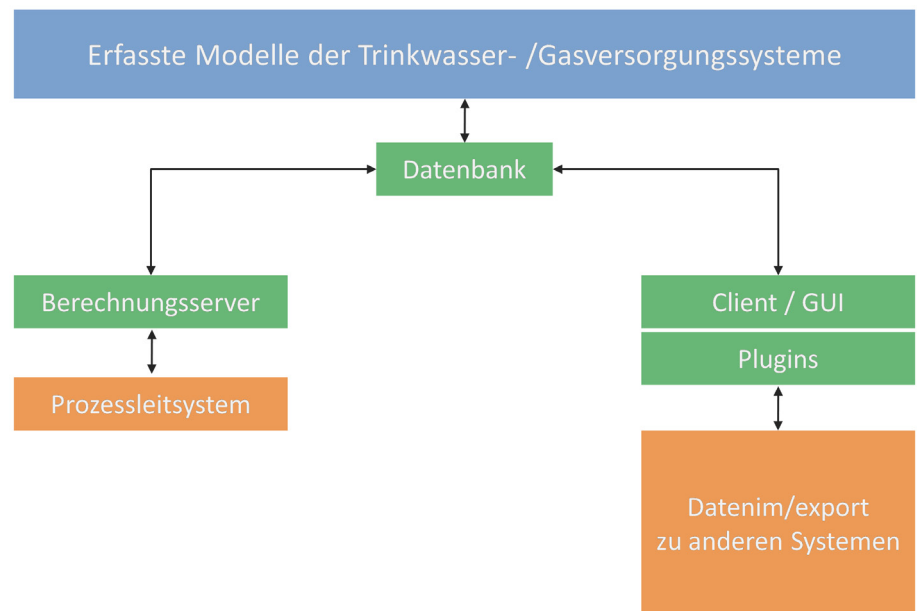 Erfasste Modelle der Trinkwasser- /Gasversorgungssysteme
Datenbank
Berechnungsserver
Prozessleitsystem
Client / GUI
Plugins
Datenim/export
zu anderen Systemen